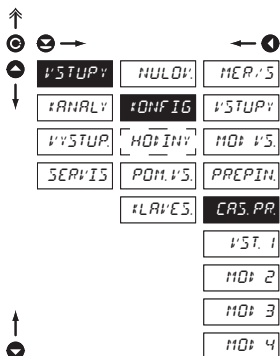 VSTUPY NULOV. MER/S
KANALY KONFIG VSTUPY
VYSTUP. HODINY MOD VS.
SERVIS POM. VS. PREPIN.
KLAVES. CAS. PR.
VST. 1
MOD 2
MOD 3
MOD 4